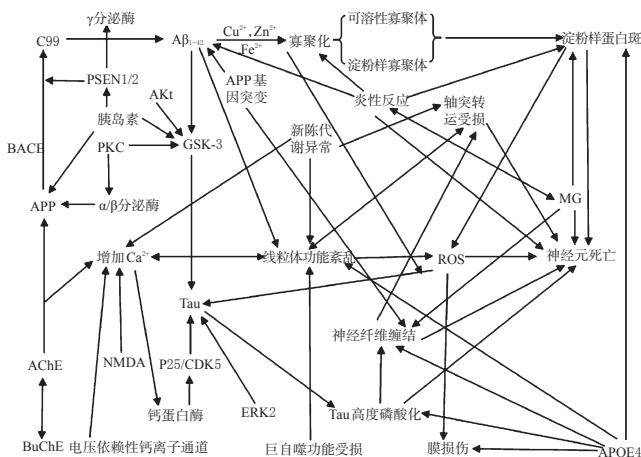 γ分泌酶
C99
Aβ₁₋₄₂
Cu²⁺, Zn²⁺
Fe²⁺
寡聚化
可溶性寡聚体
淀粉样寡聚体
淀粉样蛋白斑
PSEN1/2
AKt
APP基
因突变
炎性反应
轴突转
运受损
胰岛素
新陈代
谢异常
BACE
PKC
GSK-3
APP
α/β分泌酶
MG
增加Ca²⁺
线粒体功能紊乱
ROS
神经元死亡
Tau
神经纤维缠结
AChE
NMDA
P25/CDK5
钙蛋白酶
ERK2
Tau高度磷酸化
BuChE
电压依赖性钙离子通道
巨自噬功能受损
膜损伤
APOE4